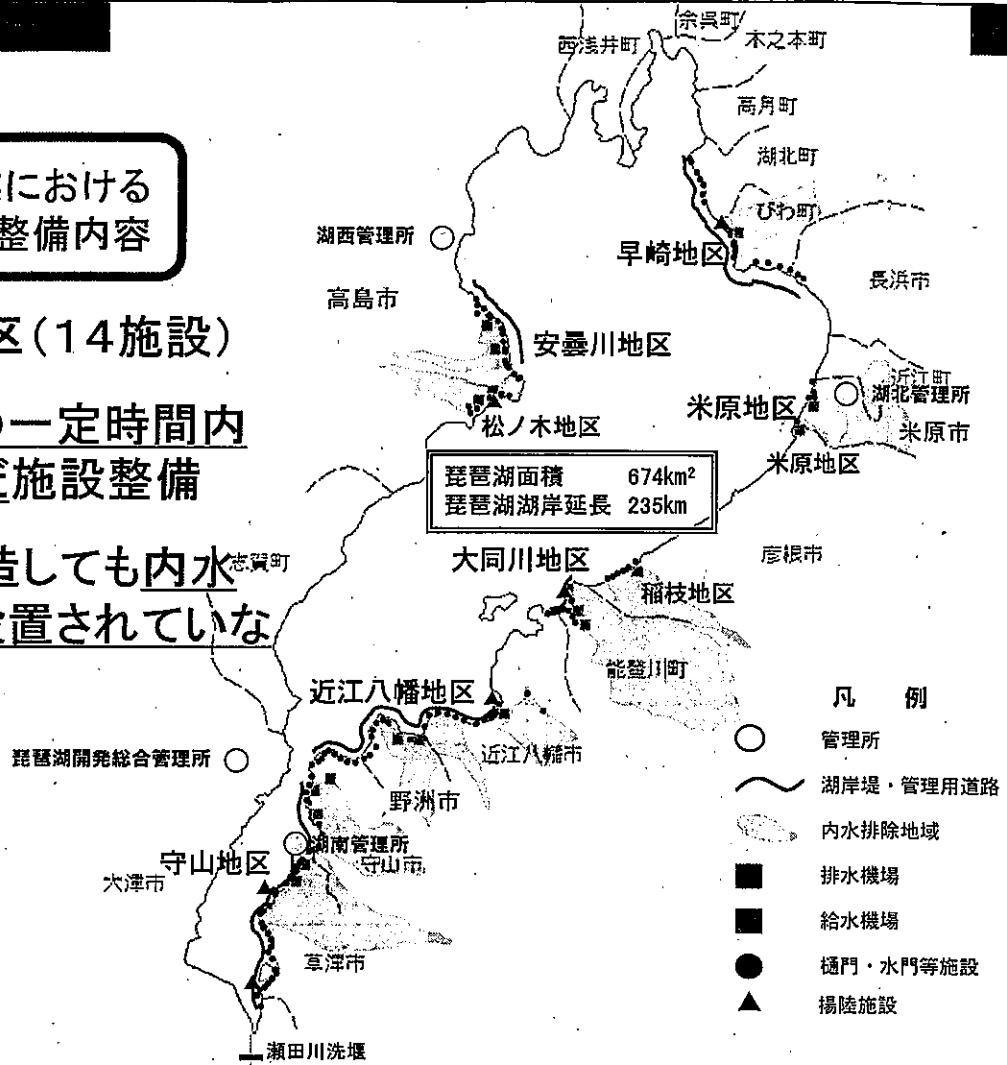 における
整備内容
区(14施設)
一定時間内
施設整備
造しても内水
置されていな
余呉町
西浅井町
木之本町
高月町
湖北町
びわ町
湖西管理所
早崎地区
長浜市
高島市
安曇川地区
近江町
湖北管理所
米原地区
米原市
松ノ木地区
米原地区
琵琶湖面積 674km²
琵琶湖湖岸延長 235km
志賀町
大同川地区
彦根市
稲枝地区
能登川町
近江八幡地区
近江八幡市
琵琶湖開発総合管理所
野洲市
湖南管理所
守山地区
守山市
大津市
草津市
瀬田川洗堰
凡 例
管理所
湖岸堤・管理用道路
内水排除地域
排水機場
給水機場
樋門・水門等施設
揚陸施設